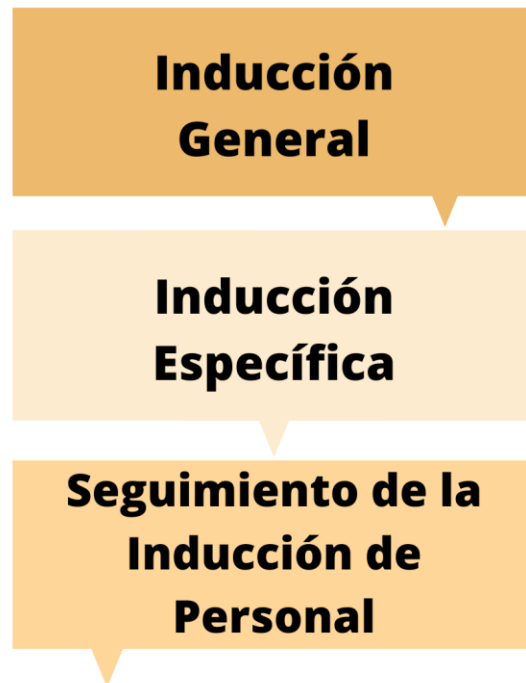 Inducción
General
Inducción
Específica
Seguimiento de la
Inducción de
Personal